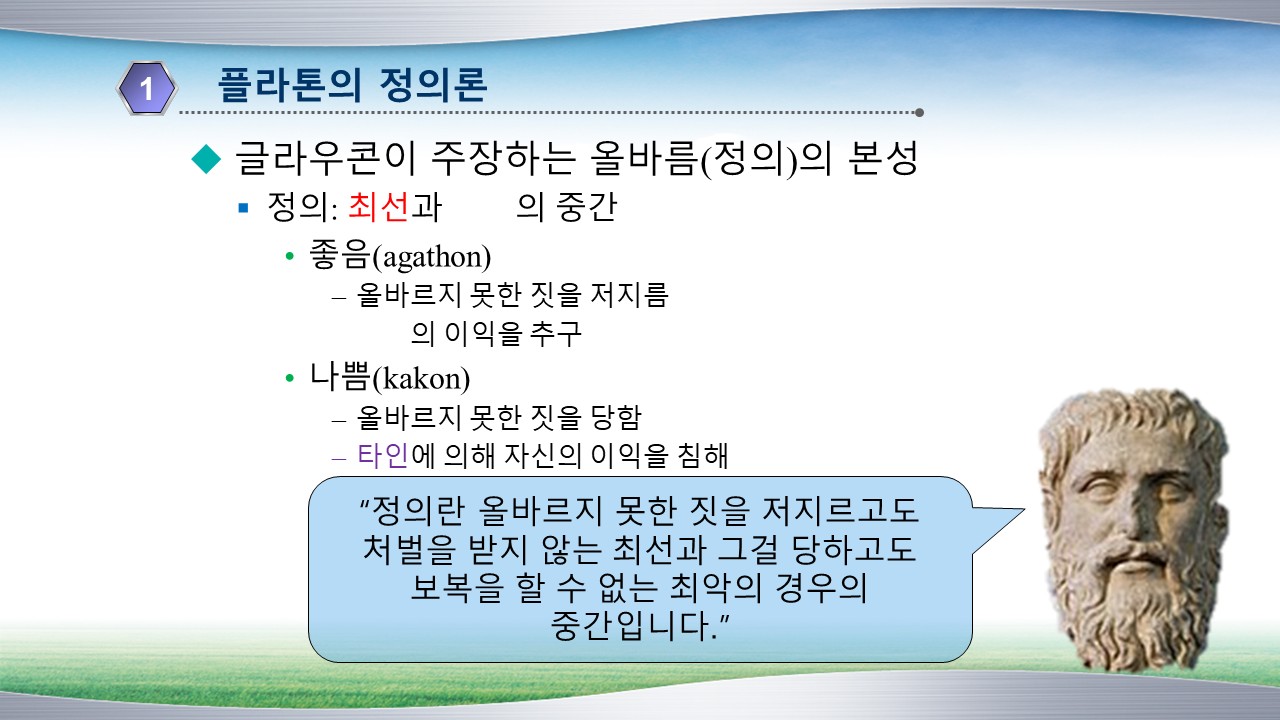 1
플라톤의 정의론
글라우콘이 주장하는 올바름(정의)의 본성
정의: 최선과 의 중간
좋음(agathon)
– 올바르지 못한 짓을 저지름
의 이익을 추구
나쁨(kakon)
– 올바르지 못한 짓을 당함
– 타인에 의해 자신의 이익을 침해
“정의란 올바르지 못한 짓을 저지르고도
처벌을 받지 않는 최선과 그걸 당하고도
보복을 할 수 없는 최악의 경우의
중간입니다.”